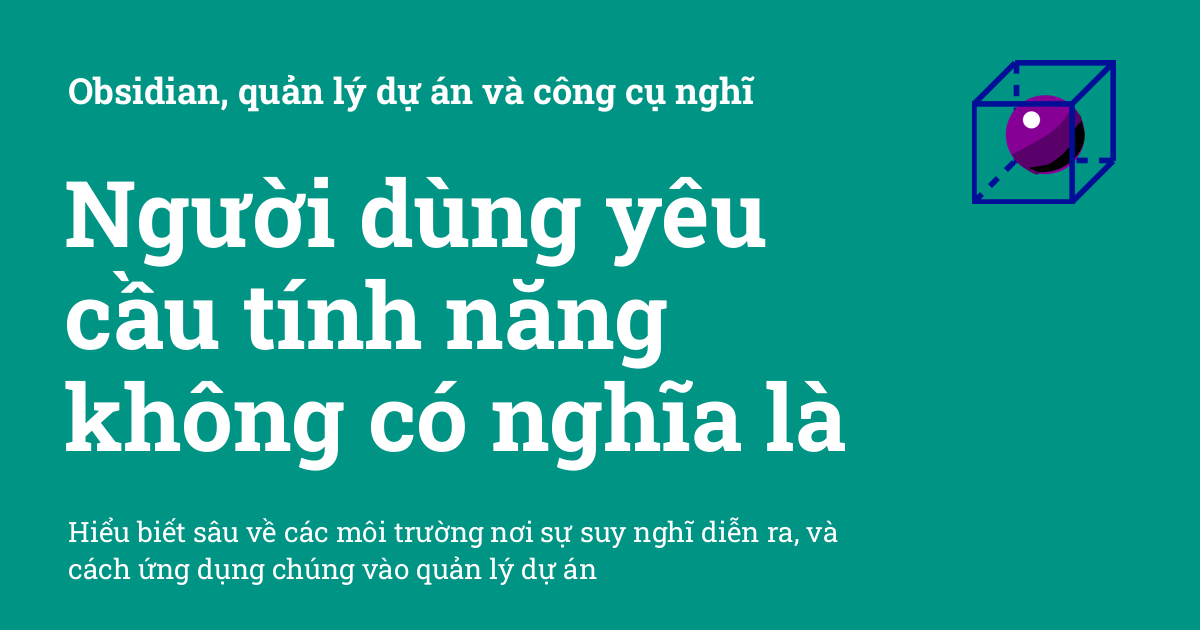 Obsidian, quản lý dự án và công cụ nghĩ
Người dùng yêu
cầu tính năng
không có nghĩa là
Hiểu biết sâu về các môi trường nơi sự suy nghĩ diễn ra, và
cách ứng dụng chúng vào quản lý dự án